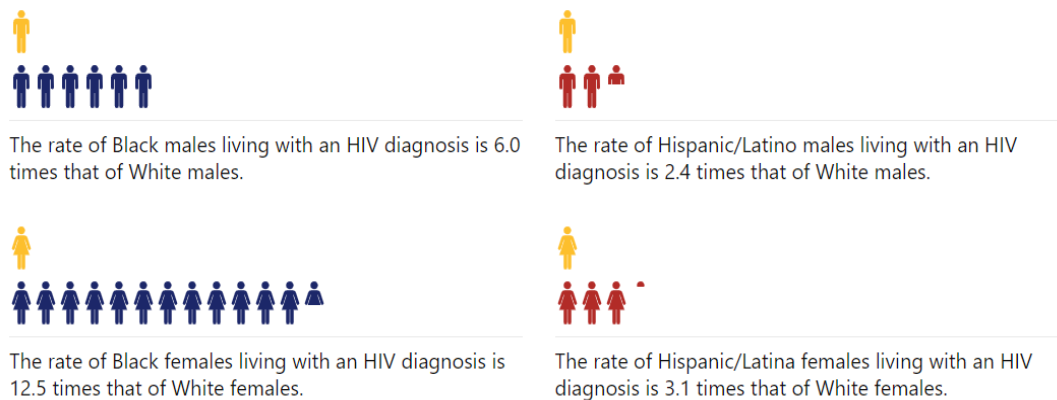 The rate of Black males living with an HIV diagnosis is 6.0
times that of White males.
The rate of Hispanic/Latino males living with an HIV
diagnosis is 2.4 times that of White males.
The rate of Black females living with an HIV diagnosis is
12.5 times that of White females.
The rate of Hispanic/Latina females living with an HIV
diagnosis is 3.1 times that of White females.